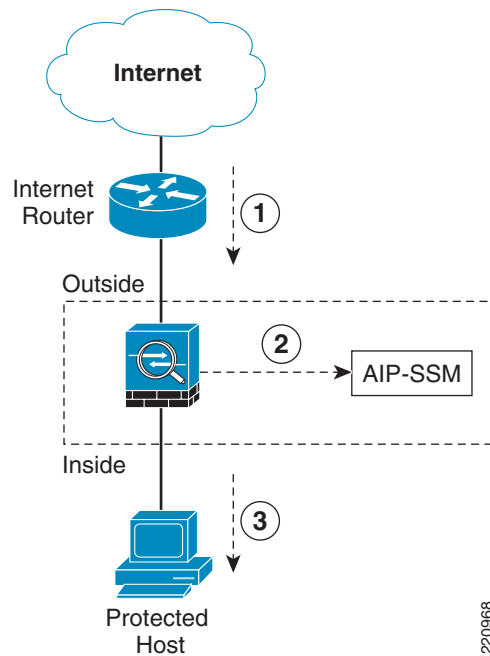 Internet
Internet
Router
1
Outside
2
AIP-SSM
Inside
3
Protected
Host
220968